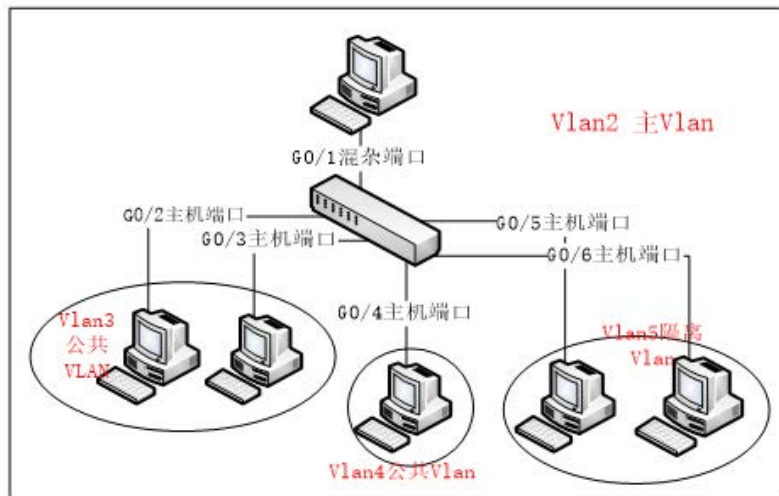 Vlan2 主Vlan
G0/1混杂端口
G0/2主机端口
G0/5主机端口
G0/3主机端口
G0/6主机端口
G0/4主机端口
Vlan3
公共
VLAN
Vlan5隔离
Vlan
Vlan4公共Vlan